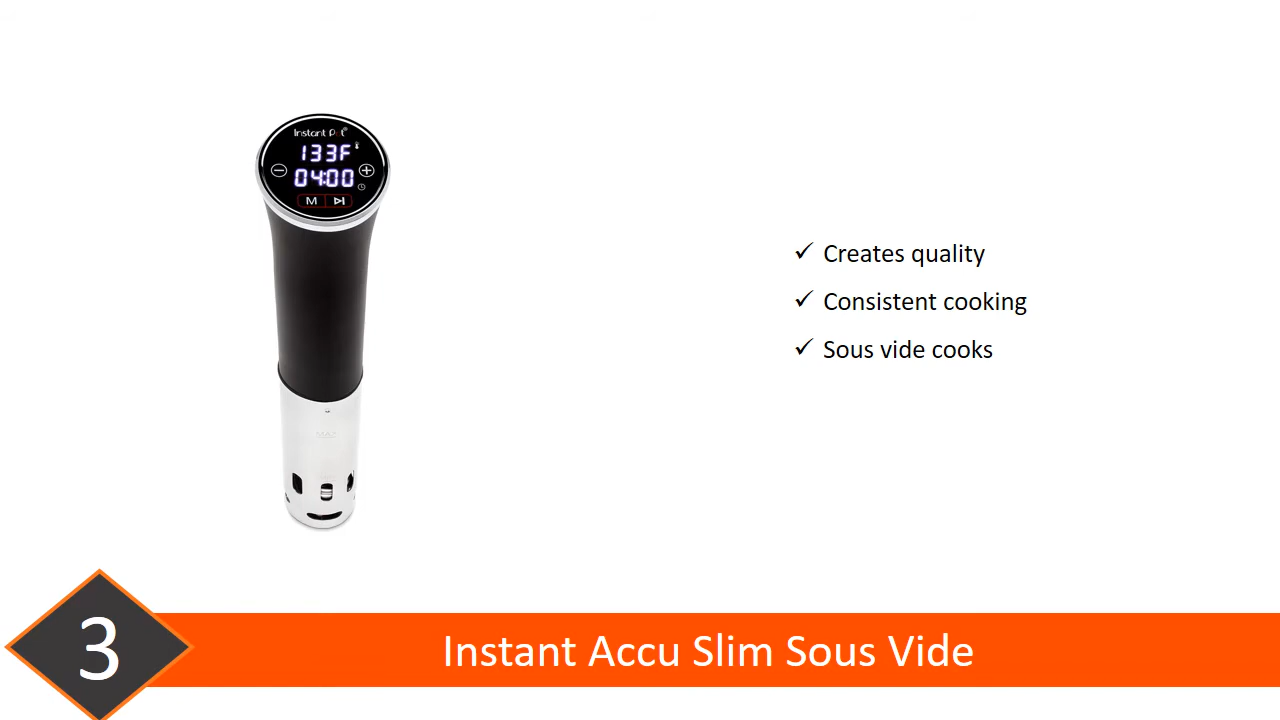 Instant Pot
133F
04:00
M
Creates quality
Consistent cooking
Sous vide cooks
3
Instant Accu Slim Sous Vide